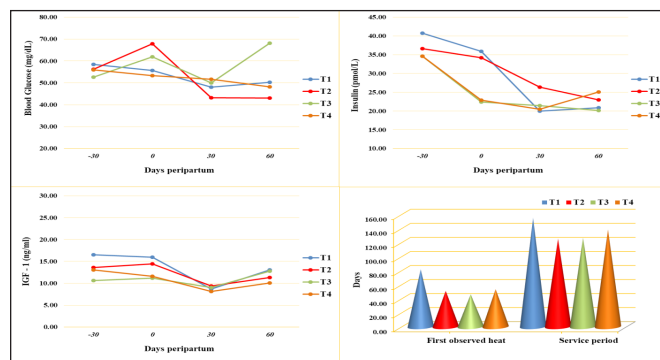 Blood Glucose (mg/dL)
80.00
70.00
60.00
50.00
40.00
30.00
20.00
-30 0 30 60
Days peripartum
T1
T2
T3
T4
Insulin (pmol/L)
45.00
40.00
35.00
30.00
25.00
20.00
15.00
10.00
-30 0 30 60
Days peripartum
T1
T2
T3
T4
IGF - 1 (ng/ml)
30.00
25.00
20.00
15.00
10.00
5.00
0.00
-30 0 30 60
Days peripartum
T1
T2
T3
T4
T1 T2 T3 T4
Days
160.00
140.00
120.00
100.00
80.00
60.00
40.00
20.00
0.00
First observed heat Service period